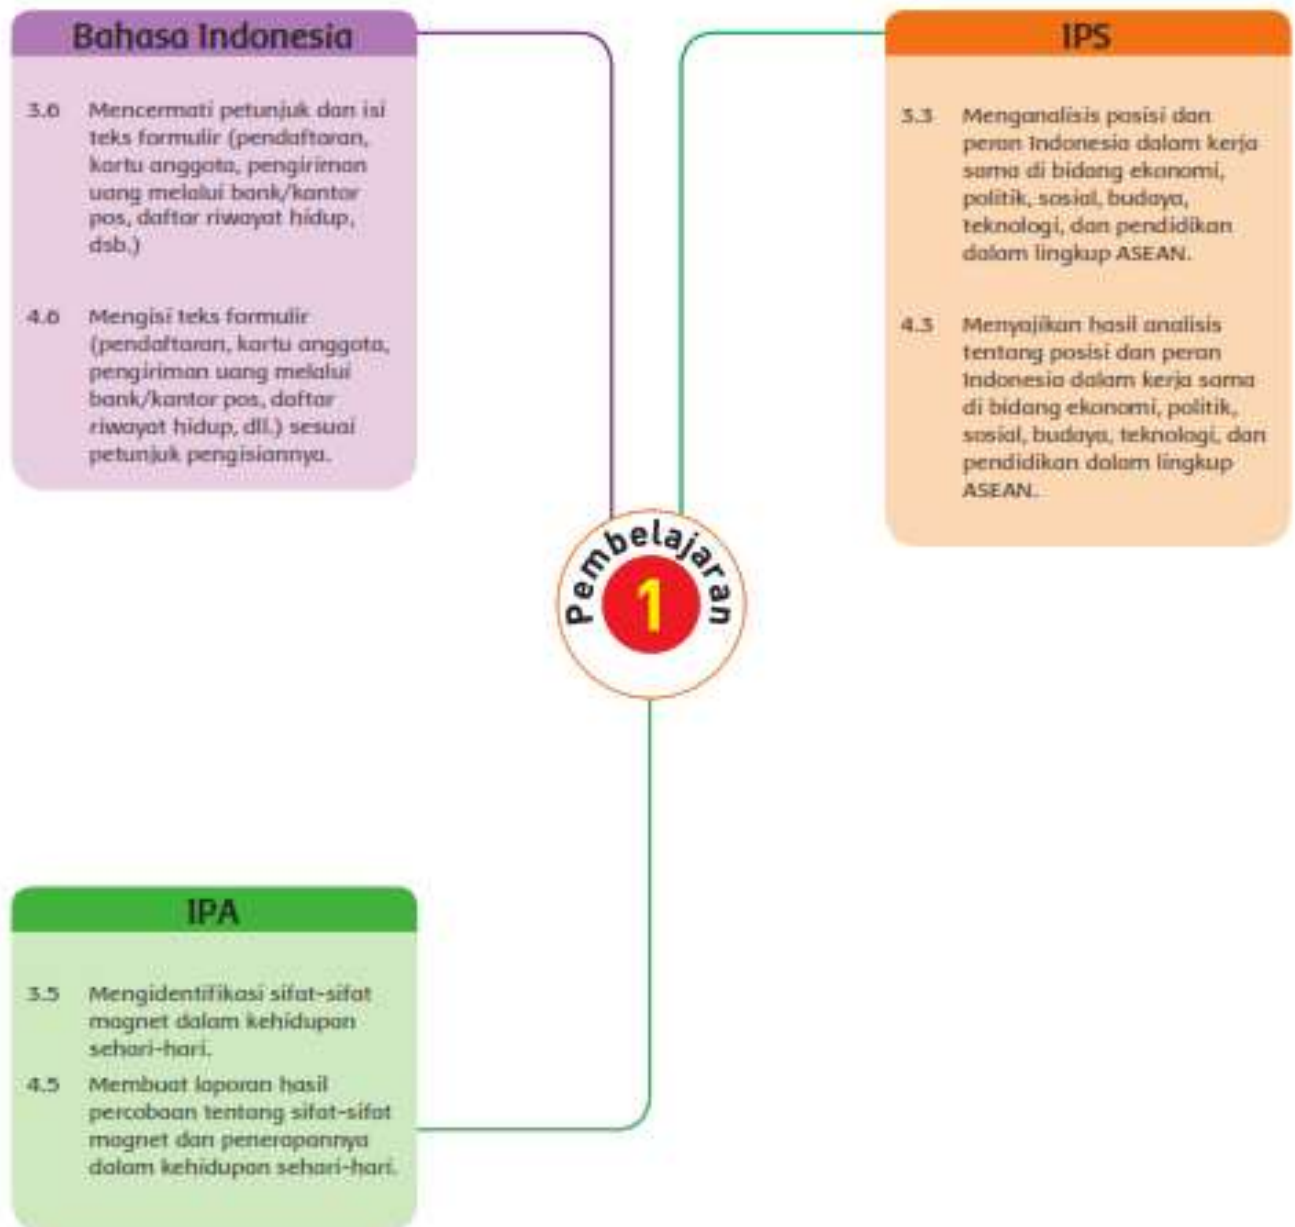 Bahasa Indonesia
3.6 Mencermati petunjuk dan isi
teks formulir (pendaftaran,
kartu anggota, pengiriman
uang melalui bank/kantor
pos, daftar riwayat hidup,
dsb.)
4.6 Mengisi teks formulir
(pendaftaran, kartu anggota,
pengiriman uang melalui
bank/kantor pos, daftar
riwayat hidup, dll.) sesuai
petunjuk pengisiannya.
IPS
3.3 Menganalisis posisi dan
peran Indonesia dalam kerja
sama di bidang ekonomi,
politik, sosial, budaya,
teknologi, dan pendidikan
dalam lingkup ASEAN.
4.3 Menyajikan hasil analisis
tentang posisi dan peran
Indonesia dalam kerja sama
di bidang ekonomi, politik,
sosial, budaya, teknologi, dan
pendidikan dalam lingkup
ASEAN.
Pembelajaran
1
IPA
3.5 Mengidentifikasi sifat-sifat
magnet dalam kehidupan
sehari-hari.
4.5 Membuat laporan hasil
percobaan tentang sifat-sifat
magnet dan penerapannya
dalam kehidupan sehari-hari.